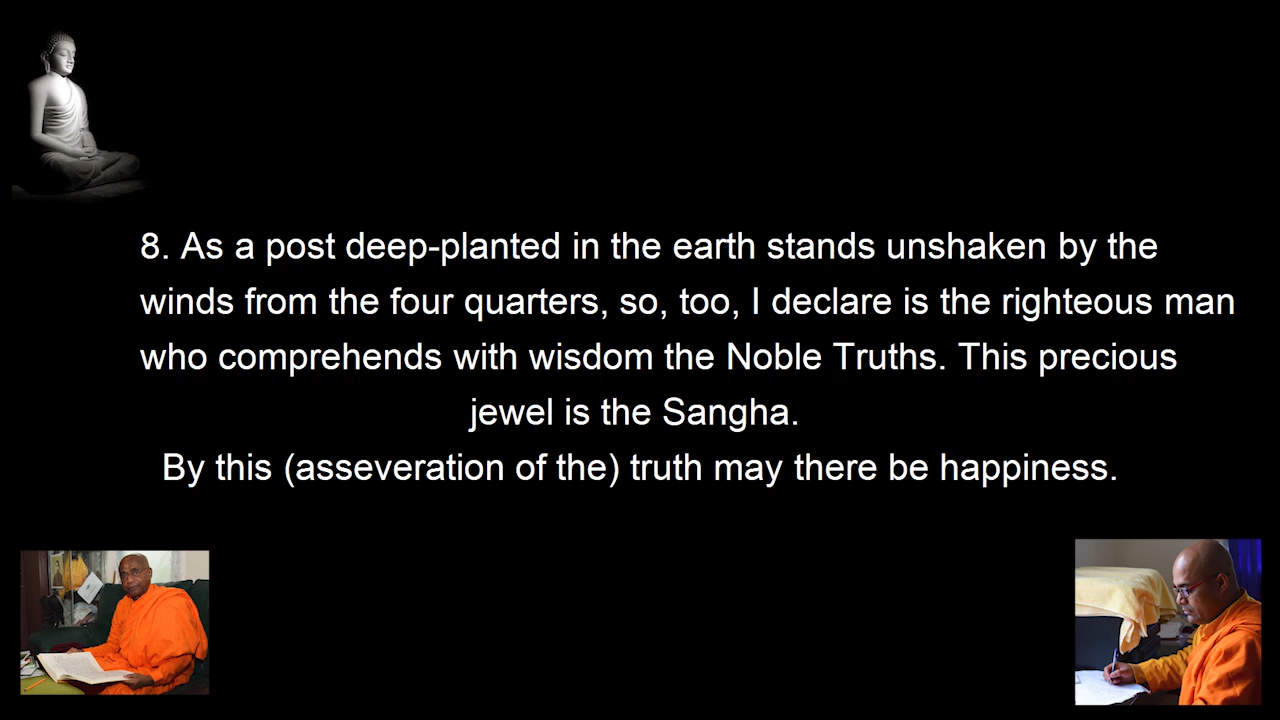 8. As a post deep-planted in the earth stands unshaken by the
winds from the four quarters, so, too, I declare is the righteous man
who comprehends with wisdom the Noble Truths. This precious
jewel is the Sangha.
By this (asseveration of the) truth may there be happiness.